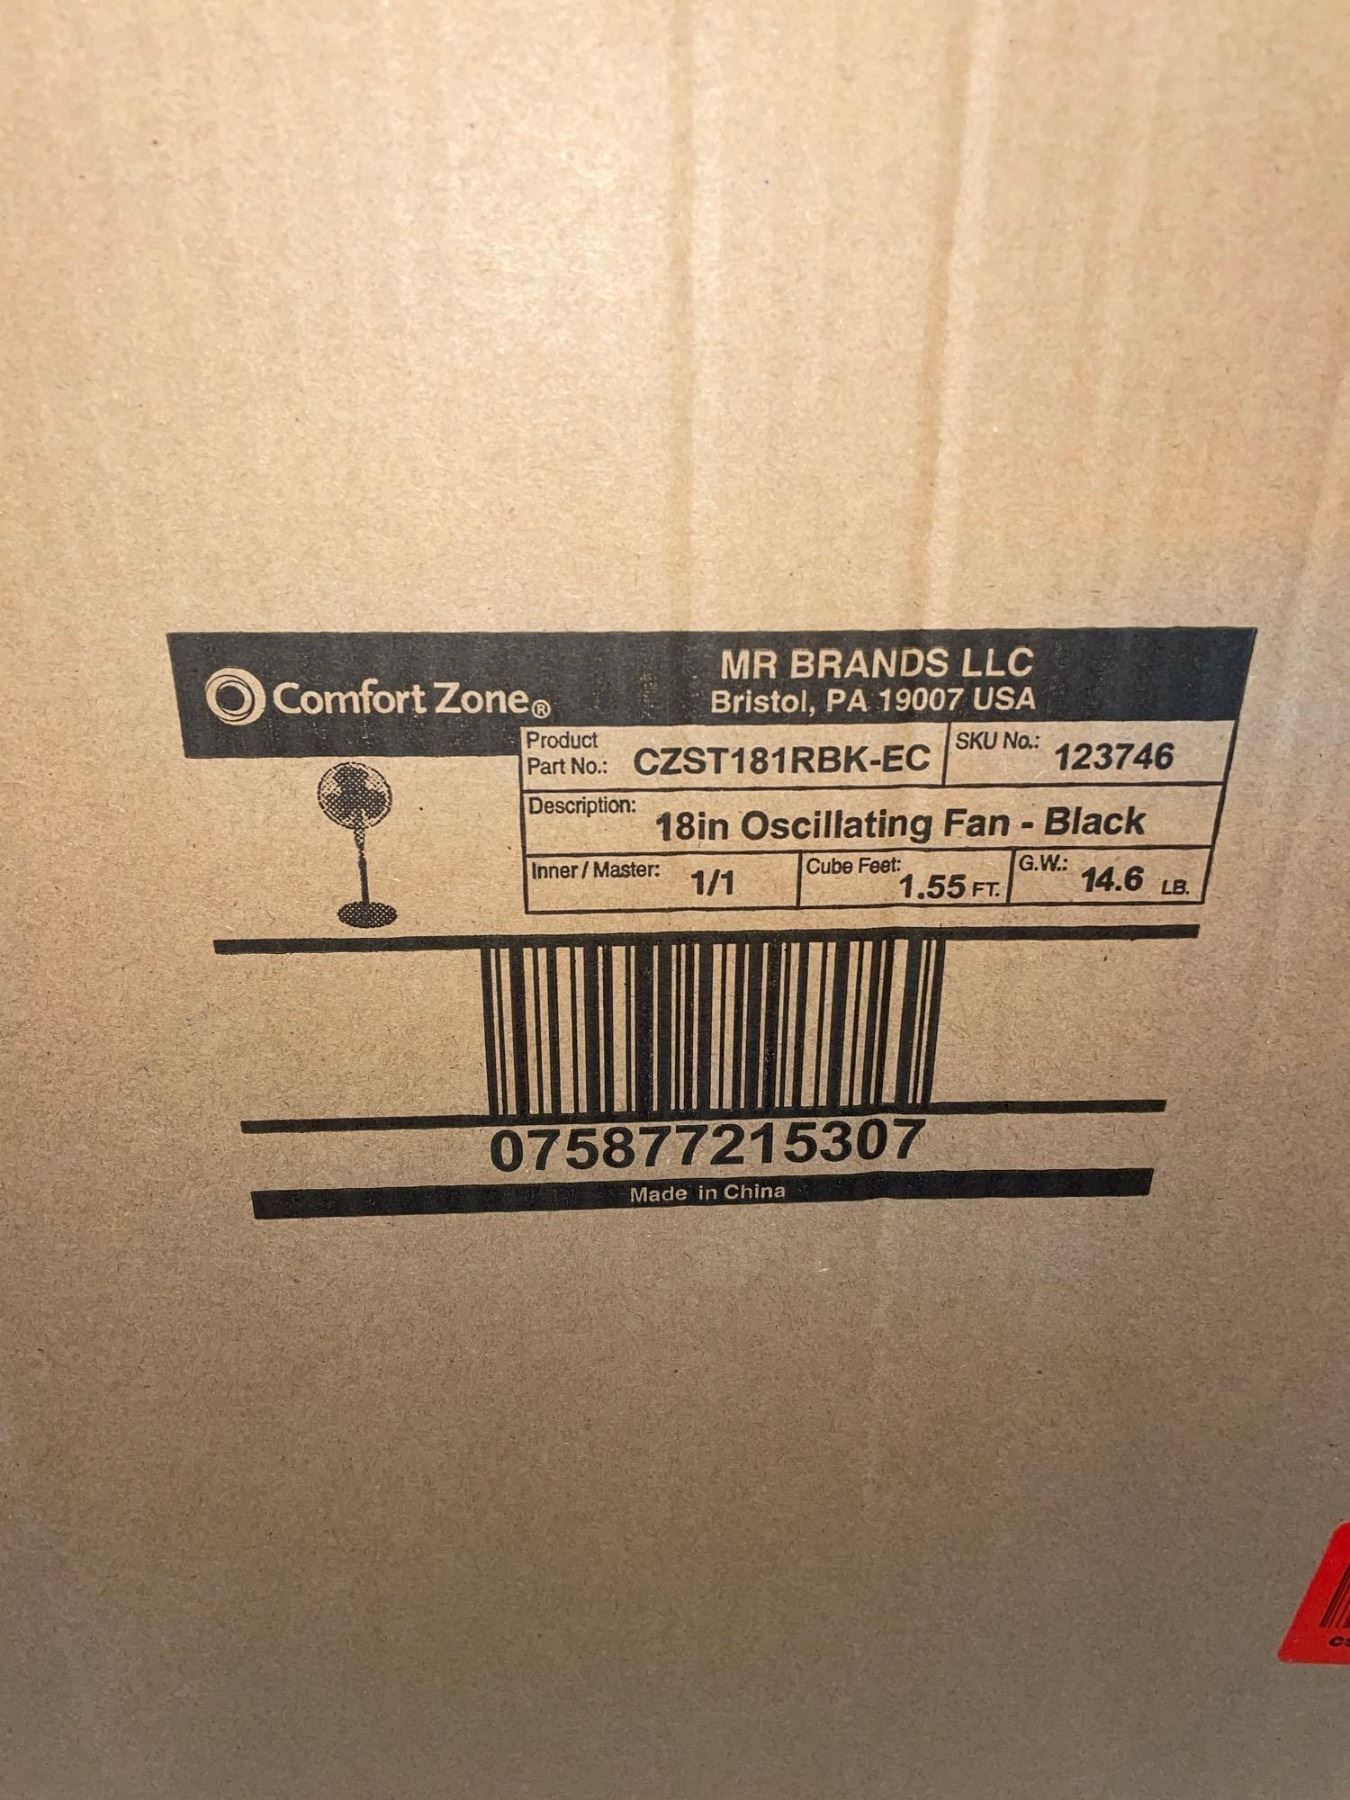 Comfort Zone®
MR BRANDS LLC
Bristol, PA 19007 USA
Product
Part No.: CZST181RBK-EC
SKU No.: 123746
Description: 18in Oscillating Fan - Black
Inner / Master: 1/1
Cube Feet: 1.55 FT.
G.W.: 14.6 LB.
075877215307
Made in China